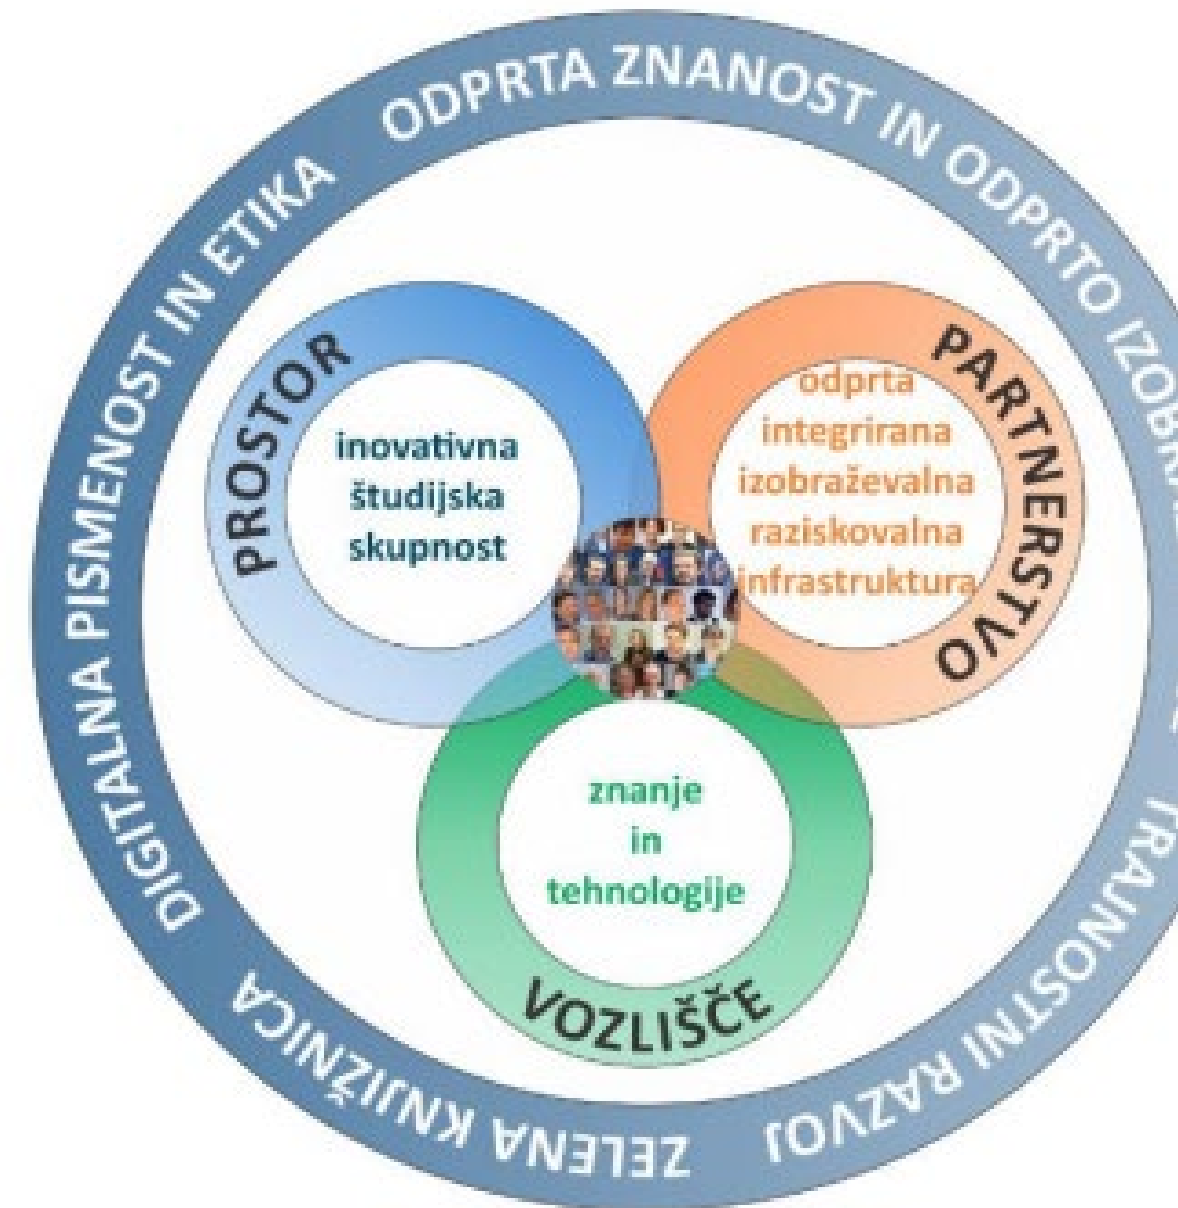 ODPRTA ZNANOST IN ODPRTO
DIGITALNA PISMENOST IN ETIKA
PROSTOR
inovativna
študijska
skupnost
PARTNERSTVO
odprta
integrirana
izobraževalna
raziskovalna
infrastruktura
znanje
in
tehnologije
VOZLIŠČE
TRAJNOSTNI RAZVOJ
ZELENA KNJIŽNICA